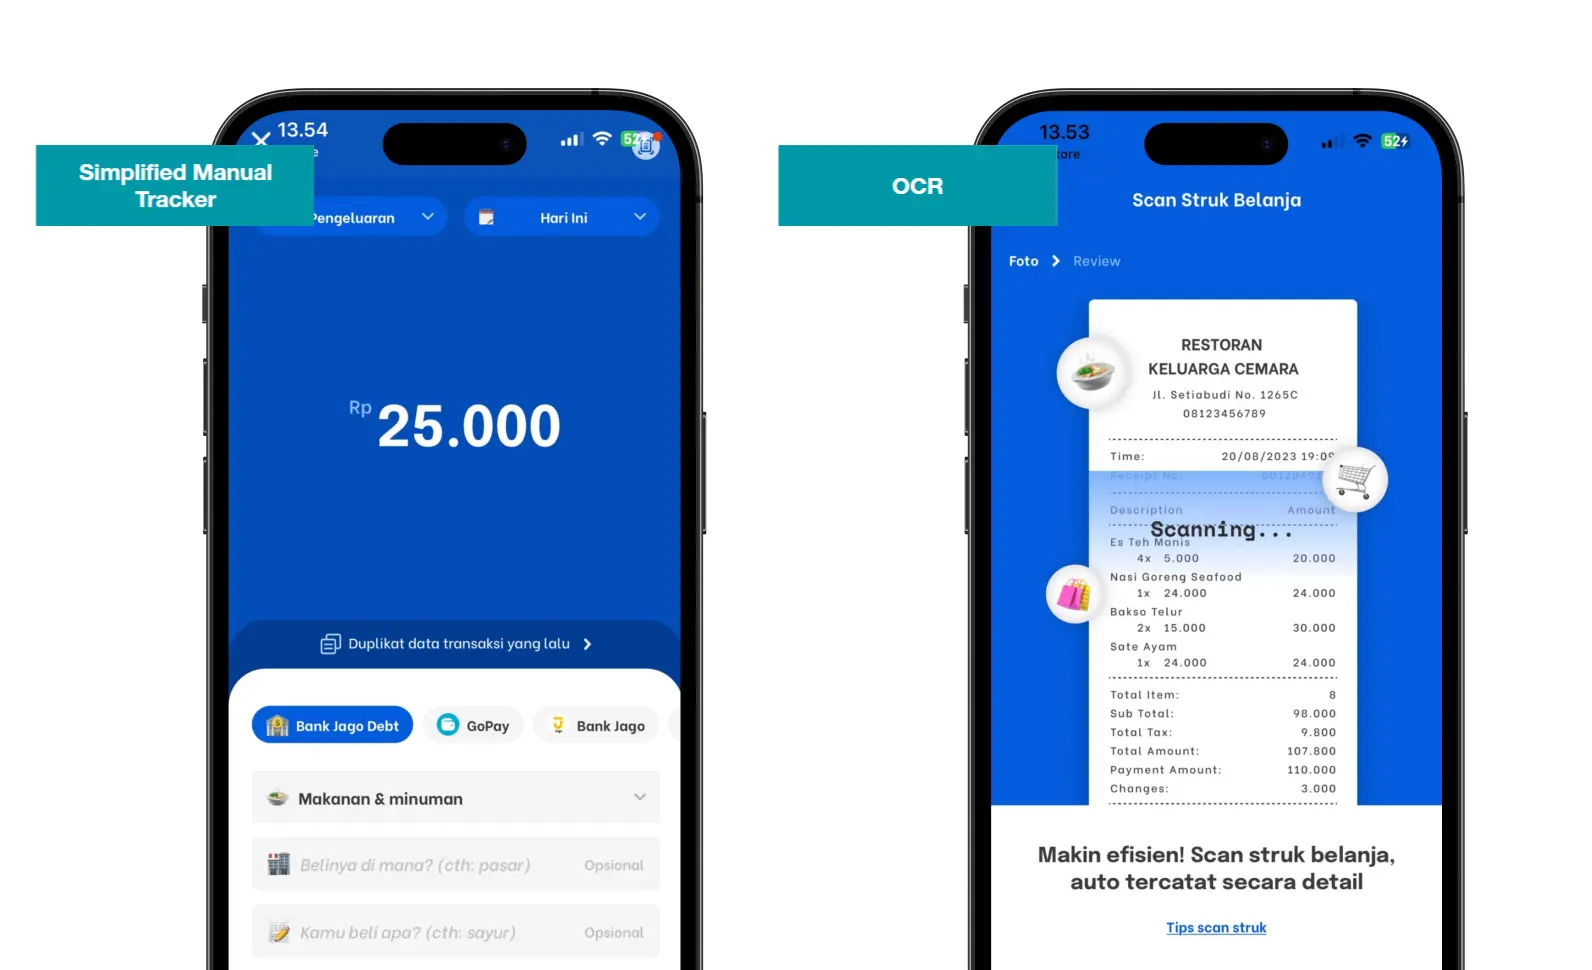 13.54
52
e
Simplified Manual
Tracker
Pengeluaran
Hari Ini
Rp 25.000
Duplikat data transaksi yang lalu
Bank Jago Debt
GoPay
Bank Jago
Makanan & minuman
Belinya di mana? (cth: pasar)
Opsional
Kamu beli apa? (cth: sayur)
Opsional
13.53
52
tore
OCR
Scan Struk Belanja
Foto
Review
RESTORAN
KELUARGA CEMARA
Jl. Setiabudi No. 1265C
08123456789
Time: 20/08/2023 19:09
Receipt No:
Description Amount
Scanning...
Es Teh Manis
4x 5.000 20.000
Nasi Goreng Seafood
1x 24.000 24.000
Bakso Telur
2x 15.000 30.000
Sate Ayam
1x 24.000 24.000
Total Item: 8
Sub Total: 98.000
Total Tax: 9.800
Total Amount: 107.800
Payment Amount: 110.000
Changes: 3.000
Makin efisien! Scan struk belanja,
auto tercatat secara detail
Tips scan struk